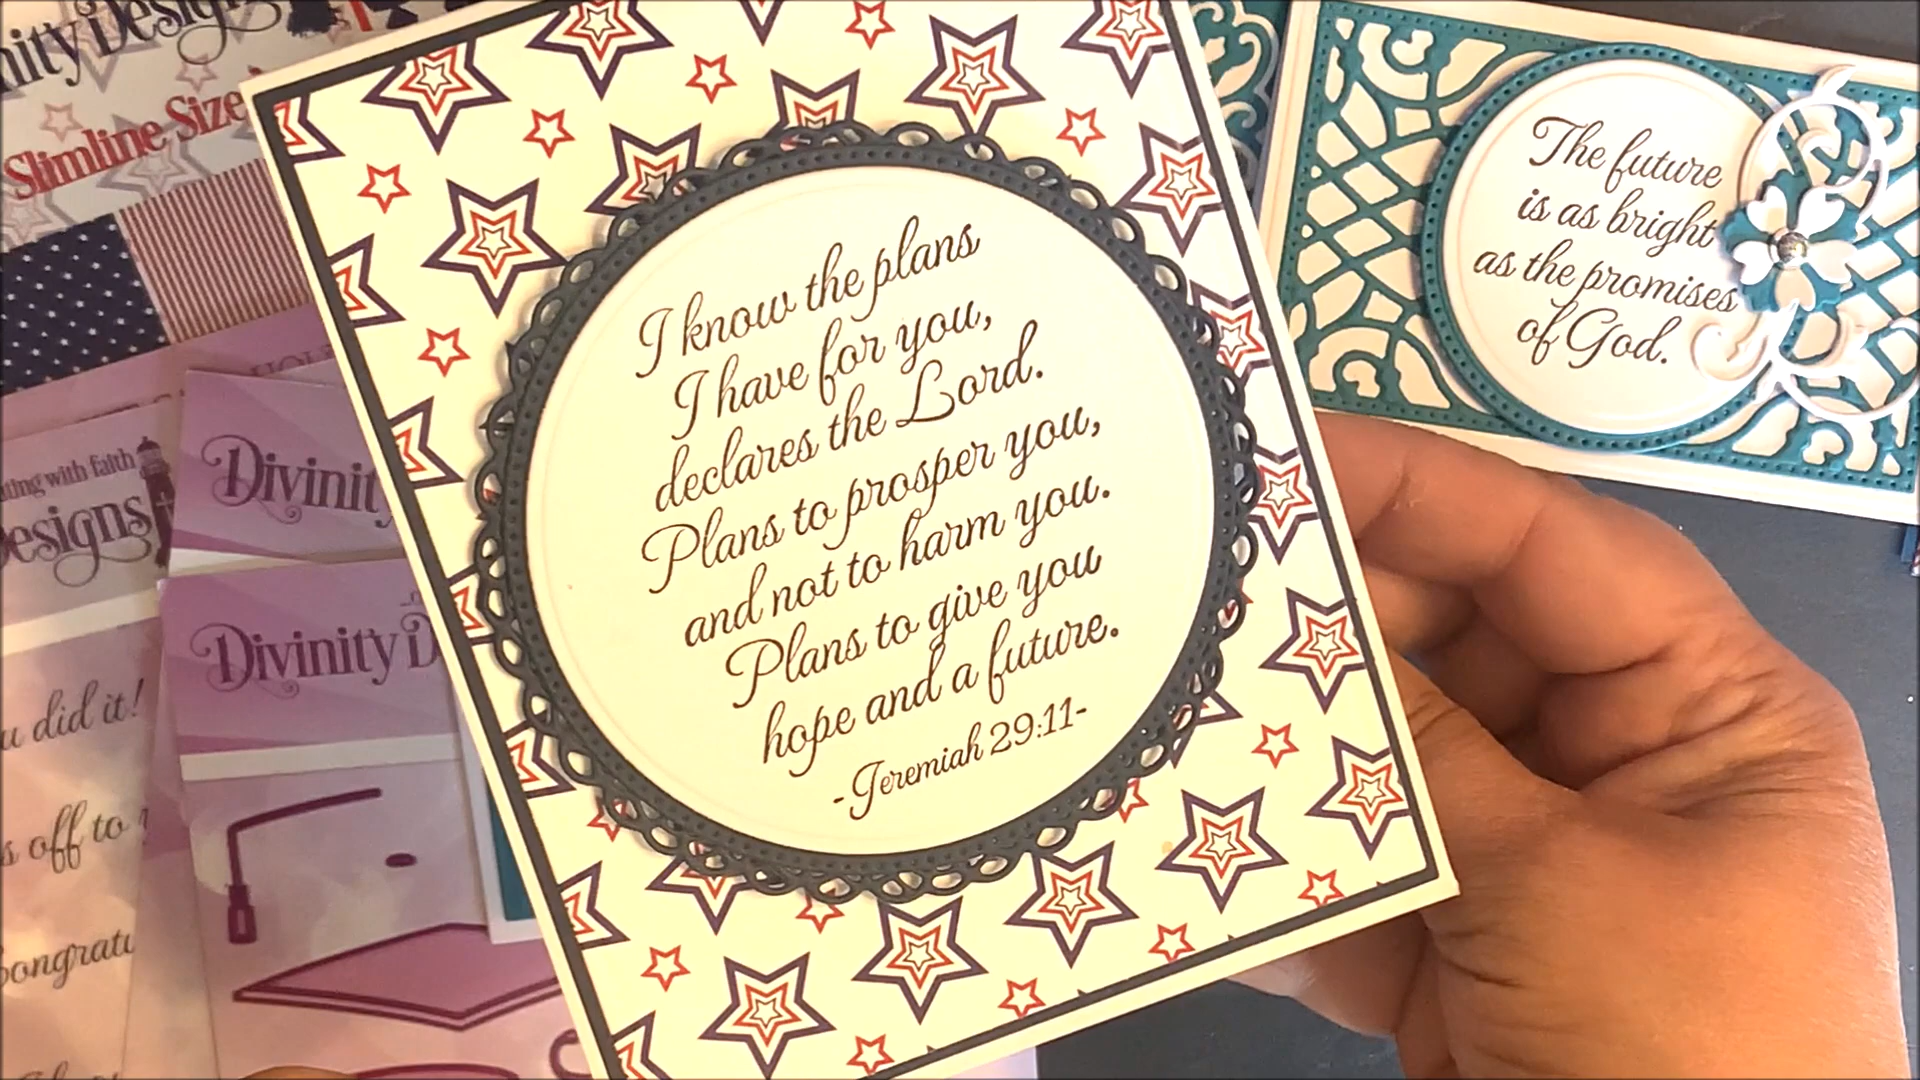 Slimline Size
I know the plans
I have for you,
declares the Lord.
Plans to prosper you,
and not to harm you.
Plans to give you
hope and a future.
-Jeremiah 29:11-
The future
is as bright
as the promises
of God.
with faith
Designs
Divinity
Divinity D
did it!
off to